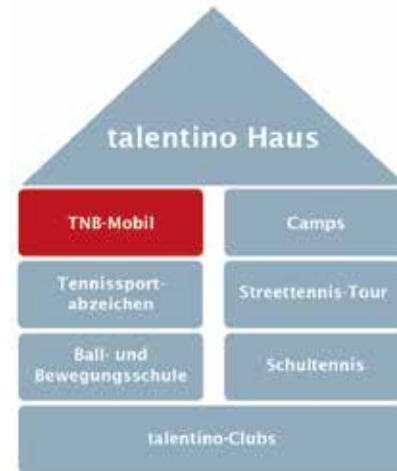 talentino Haus
TNB-Mobil
Camps
Tennissport-
abzeichen
Streettennis-Tour
Ball- und
Bewegungsschule
Schultennis
talentino-Clubs